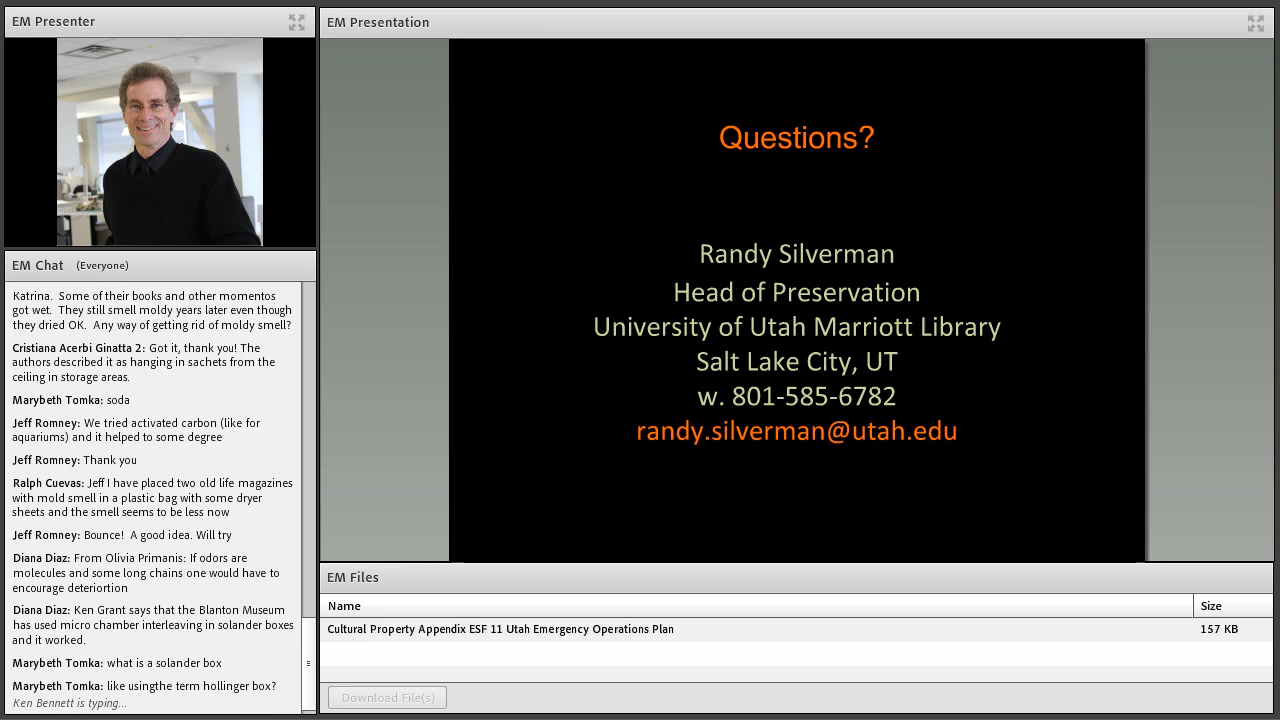 EM Presenter
EM Presentation
Questions?
Randy Silverman
Head of Preservation
University of Utah Marriott Library
Salt Lake City, UT
w. 801-585-6782
randy.silverman@utah.edu
EM Chat (Everyone)
Katrina. Some of their books and other momentos
got wet. They still smell moldy years later even though
they dried OK. Any way of getting rid of moldy smell?
Cristiana Acerbi Ginatta 2: Got it, thank you! The
authors described it as hanging in sachets from the
ceiling in storage areas.
Marybeth Tomka: soda
Jeff Romney: We tried activated carbon (like for
aquariums) and it helped to some degree
Jeff Romney: Thank you
Ralph Cuevas: Jeff I have placed two old life magazines
with mold smell in a plastic bag with some dryer
sheets and the smell seems to be less now
Jeff Romney: Bounce! A good idea. Will try
Diana Diaz: From Olivia Primanis: If odors are
molecules and some long chains one would have to
encourage deteriortion
Diana Diaz: Ken Grant says that the Blanton Museum
has used micro chamber interleaving in solander boxes
and it worked.
Marybeth Tomka: what is a solander box
Marybeth Tomka: like usingthe term hollinger box?
Ken Bennett is typing...
EM Files
Name Size
Cultural Property Appendix ESF 11 Utah Emergency Operations Plan 157 KB
Download File(s)